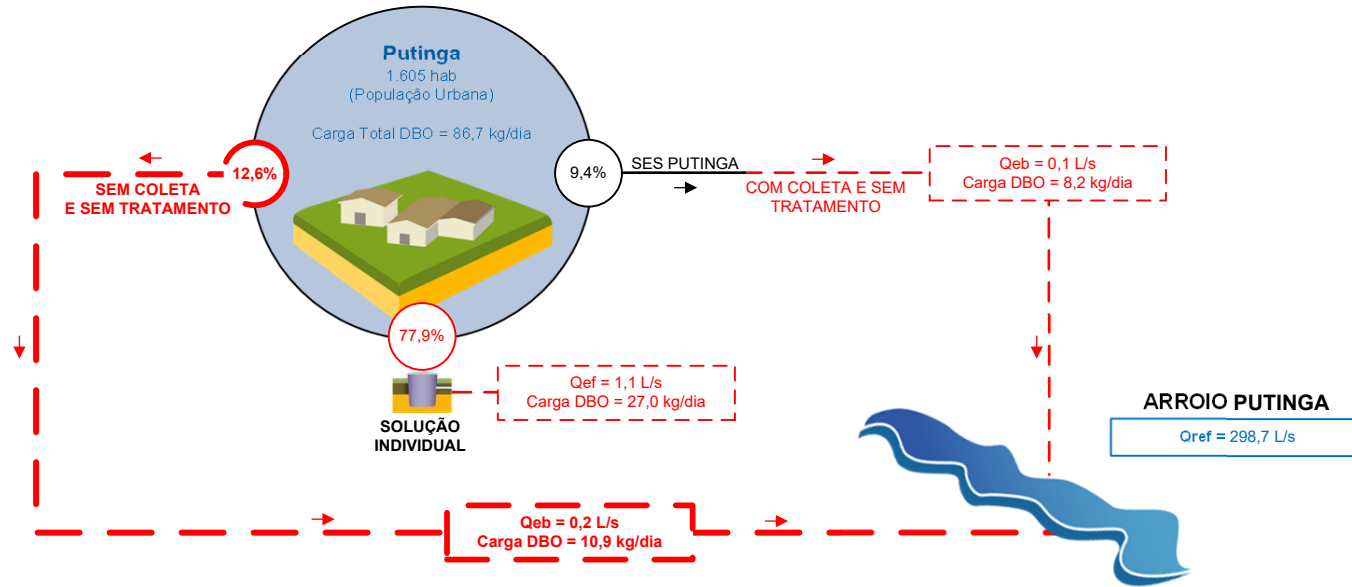 Putinga
1.605 hab
(População Urbana)
Carga Total DBO = 86,7 kg/dia
12,6%
SEM COLETA
E SEM TRATAMENTO
9,4%
SES PUTINGA
COM COLETA E SEM
TRATAMENTO
Qeb = 0,1 L/s
Carga DBO = 8,2 kg/dia
77,9%
SOLUÇÃO
INDIVIDUAL
Qef = 1,1 L/s
Carga DBO = 27,0 kg/dia
ARROIO PUTINGA
Qref = 298,7 L/s
Qeb = 0,2 L/s
Carga DBO = 10,9 kg/dia